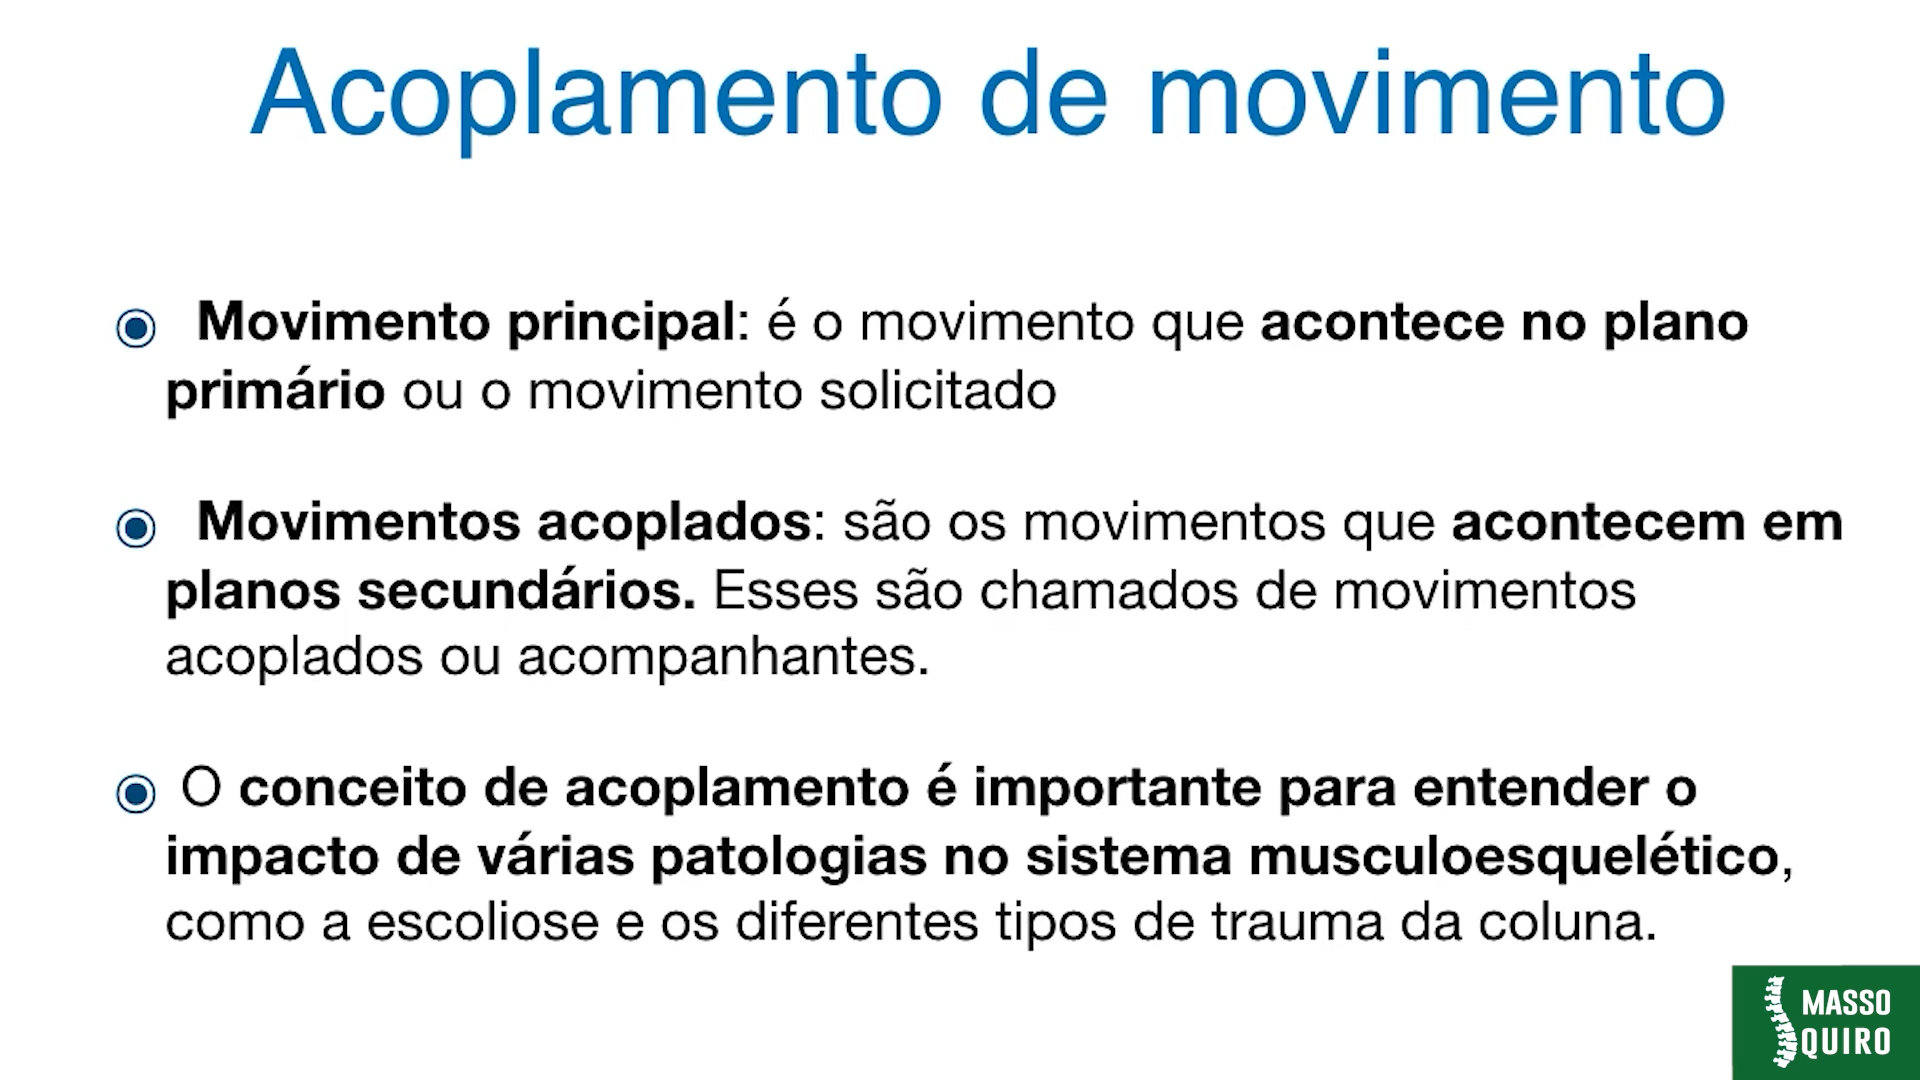 Acoplamento de movimento
Movimento principal: é o movimento que acontece no plano
primário ou o movimento solicitado
Movimentos acoplados: são os movimentos que acontecem em
planos secundários. Esses são chamados de movimentos
acoplados ou acompanhantes.
O conceito de acoplamento é importante para entender o
impacto de várias patologias no sistema musculoesquelético,
como a escoliose e os diferentes tipos de trauma da coluna.
MASSO
QUIRO